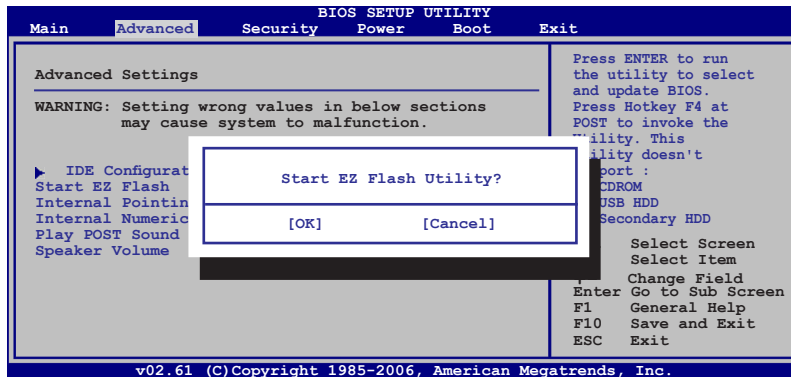 BIOS SETUP UTILITY
Main Advanced Security Power Boot Exit
Advanced Settings
WARNING: Setting wrong values in below sections
may cause system to malfunction.
IDE Configurat
Start EZ Flash
Internal Pointin
Internal Numeric
Play POST Sound
Speaker Volume
Start EZ Flash Utility?
[OK] [Cancel]
Press ENTER to run
the utility to select
and update BIOS.
Press Hotkey F4 at
POST to invoke the
tility. This
ility doesn't
port :
CDROM
USB HDD
Secondary HDD
Select Screen
Select Item
Change Field
Enter Go to Sub Screen
F1 General Help
F10 Save and Exit
ESC Exit
v02.61 (C)Copyright 1985-2006, American Megatrends, Inc.